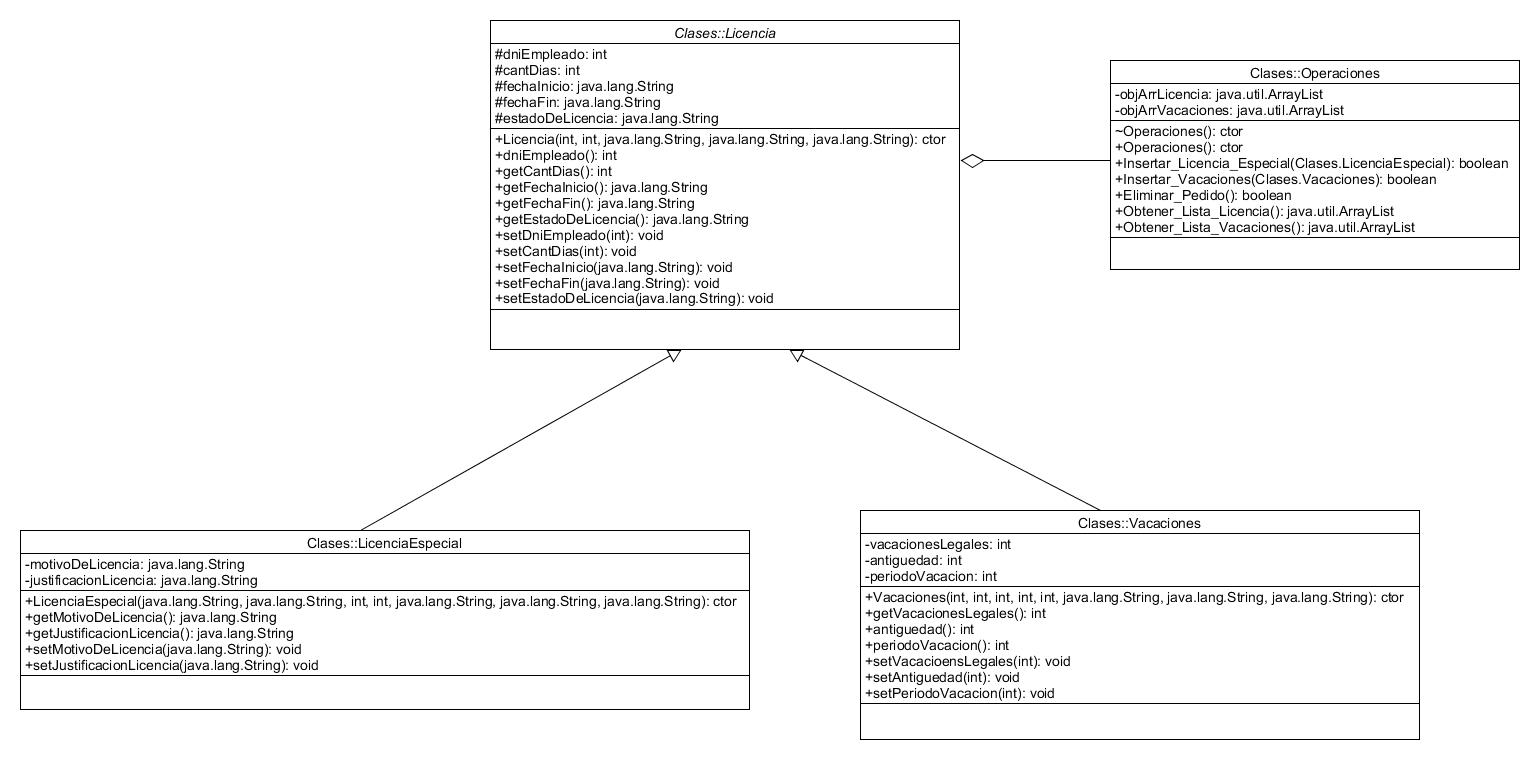 Clases::Licencia
#dniEmpleado: int
#cantDias: int
#fechaInicio: java.lang.String
#fechaFin: java.lang.String
#estadoDeLicencia: java.lang.String
+Licencia(int, int, java.lang.String, java.lang.String, java.lang.String): ctor
+dniEmpleado(): int
+getCantDias(): int
+getFechaInicio(): java.lang.String
+getFechaFin(): java.lang.String
+getEstadoDeLicencia(): java.lang.String
+setDniEmpleado(int): void
+setCantDias(int): void
+setFechaInicio(java.lang.String): void
+setFechaFin(java.lang.String): void
+setEstadoDeLicencia(java.lang.String): void
Clases::Operaciones
-objArrLicencia: java.util.ArrayList
-objArrVacaciones: java.util.ArrayList
~Operaciones(): ctor
+Operaciones(): ctor
+Insertar_Licencia_Especial(Clases.LicenciaEspecial): boolean
+Insertar_Vacaciones(Clases.Vacaciones): boolean
+Eliminar_Pedido(): boolean
+Obtener_Lista_Licencia(): java.util.ArrayList
+Obtener_Lista_Vacaciones(): java.util.ArrayList
Clases::LicenciaEspecial
-motivoDeLicencia: java.lang.String
-justificacionLicencia: java.lang.String
+LicenciaEspecial(java.lang.String, java.lang.String, int, int, java.lang.String, java.lang.String, java.lang.String): ctor
+getMotivoDeLicencia(): java.lang.String
+getJustificacionLicencia(): java.lang.String
+setMotivoDeLicencia(java.lang.String): void
+setJustificacionLicencia(java.lang.String): void
Clases::Vacaciones
-vacacionesLegales: int
-antiguedad: int
-periodoVacacion: int
+Vacaciones(int, int, int, int, int, java.lang.String, java.lang.String, java.lang.String): ctor
+getVacacionesLegales(): int
+antiguedad(): int
+periodoVacacion(): int
+setVacacioensLegales(int): void
+setAntiguedad(int): void
+setPeriodoVacacion(int): void